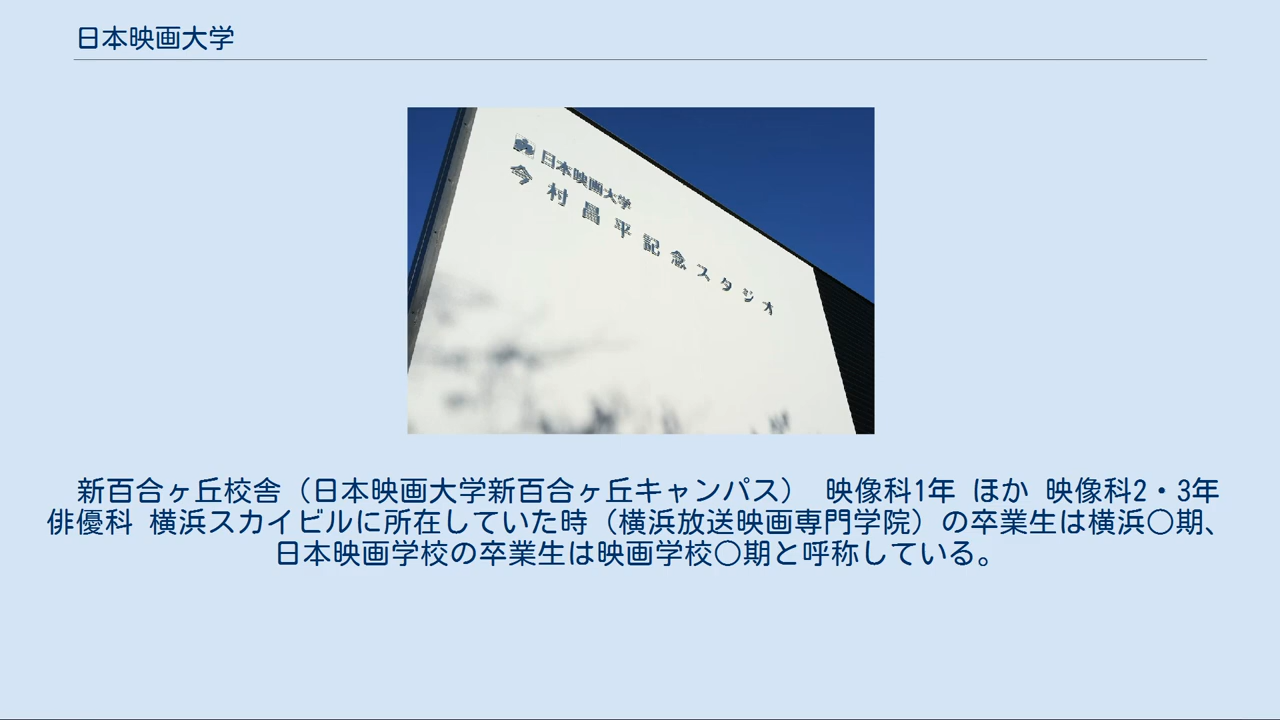 日本映画大学
日本映画大学
今村昌平記念スタジオ
新百合ヶ丘校舎（日本映画大学新百合ヶ丘キャンパス） 映像科1年 ほか 映像科2・3年
俳優科 横浜スカイビルに所在していた時（横浜放送映画専門学院）の卒業生は横浜〇期、
日本映画学校の卒業生は映画学校〇期と呼称している。